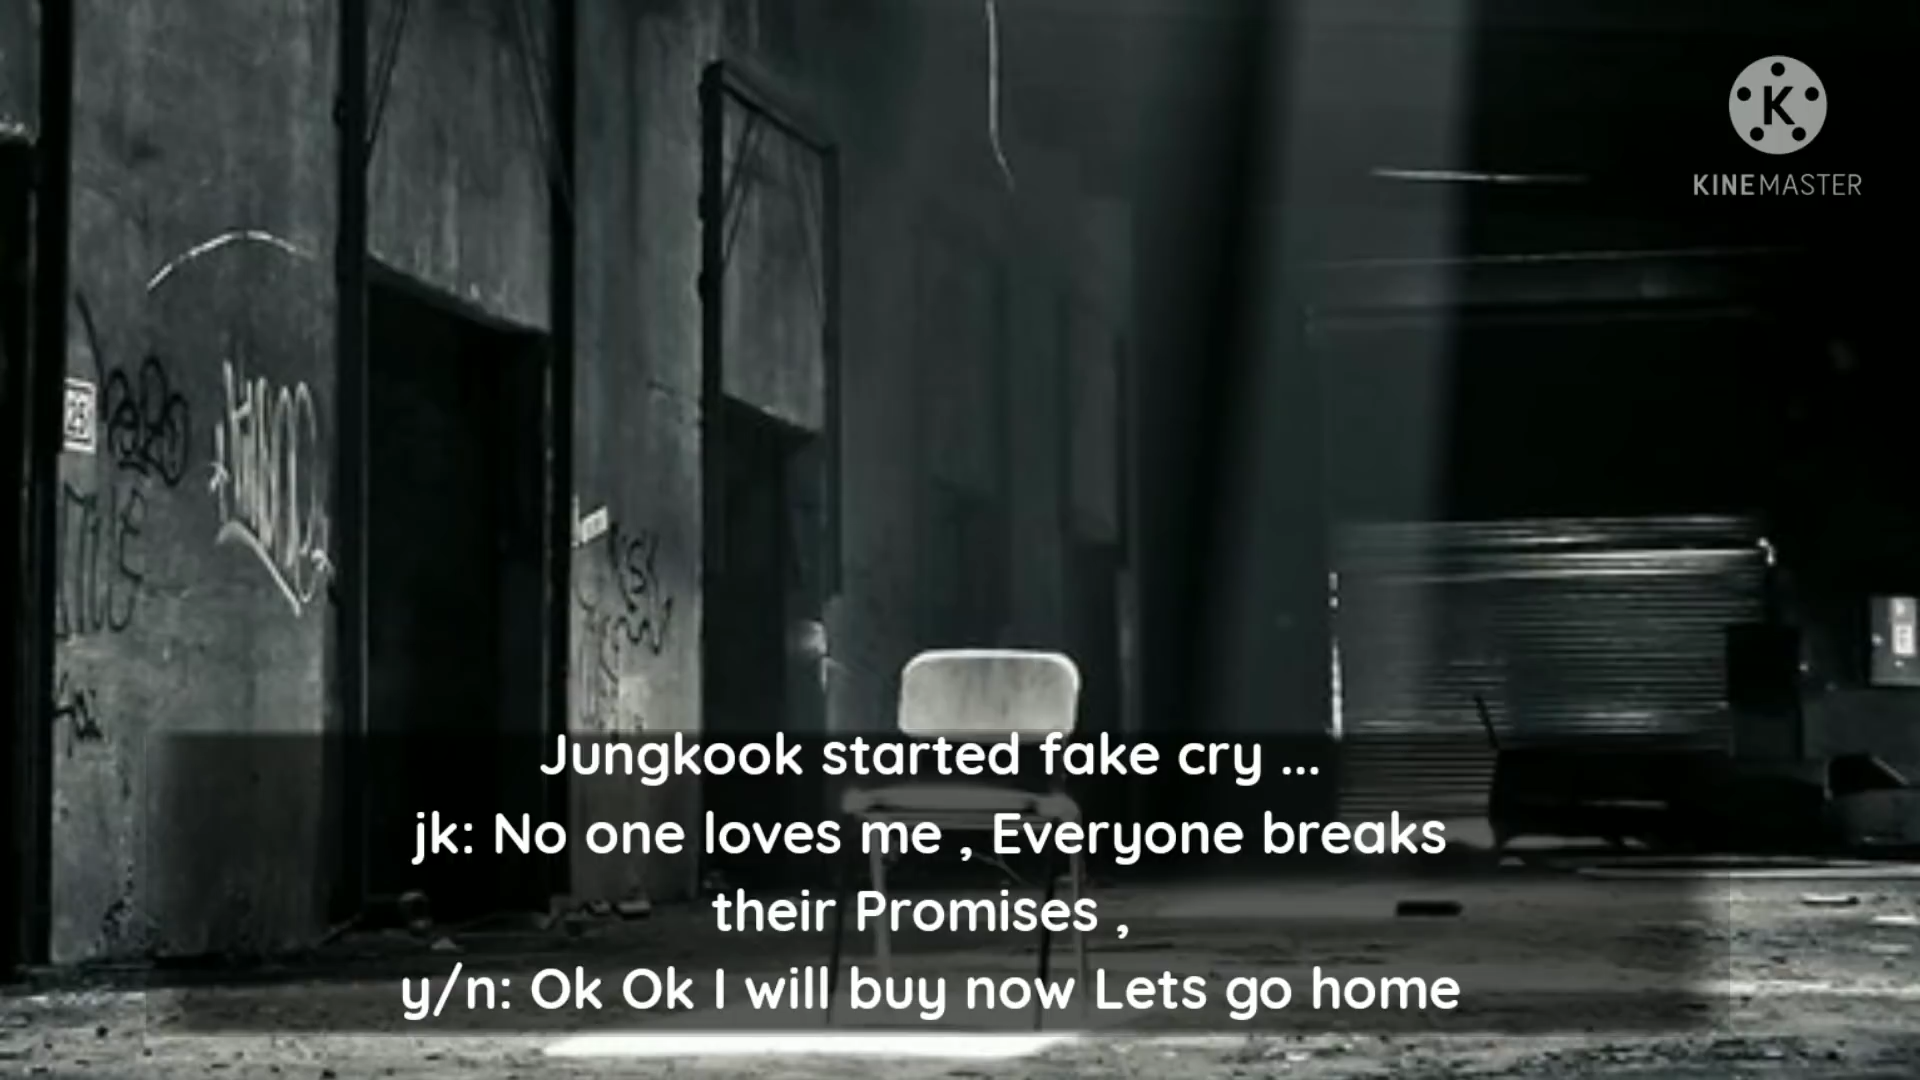 KINEMASTER
25
Jungkook started fake cry ...
jk: No one loves me , Everyone breaks
their Promises ,
y/n: Ok Ok I will buy now Lets go home